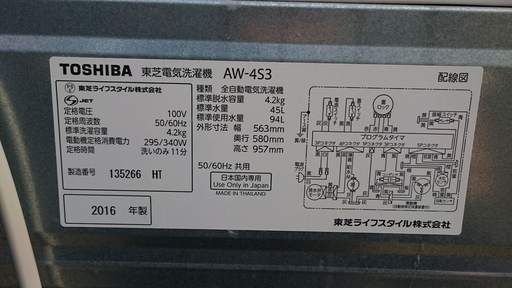 TOSHIBA 東芝電気洗濯機 AW-4S3
配線図
東芝ライフスタイル株式会社
JET
定格電圧 100V
定格周波数 50/60Hz
標準洗濯容量 4.2kg
電動機定格消費電力 295/340W
定格時間 洗いのみ 11分
製造番号 135266 HT
2016 年製
種類 全自動電気洗濯機
標準脱水容量 4.2kg
標準水量 45L
標準使用水量 94L
外形寸法 幅 563mm
奥行 580mm
高さ 957mm
50/60Hz 共用
日本国内専用
Use Only in Japan
MADE IN THAILAND
プログラムタイマ
東芝ライフスタイル株式会社